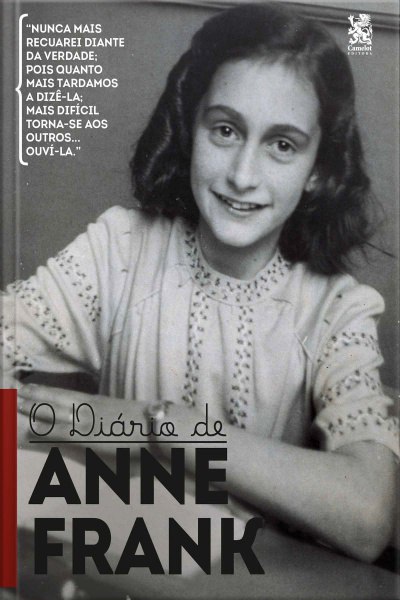 “NUNCA MAIS
RECUAREI DIANTE
DA VERDADE;
POIS QUANTO
MAIS TARDAMOS
A DIZÊ-LA;
MAIS DIFÍCIL
TORNA-SE AOS
OUTROS...
OUVÍ-LA.”
Camelot
EDITORA
O Diário de
ANNE
FRANK